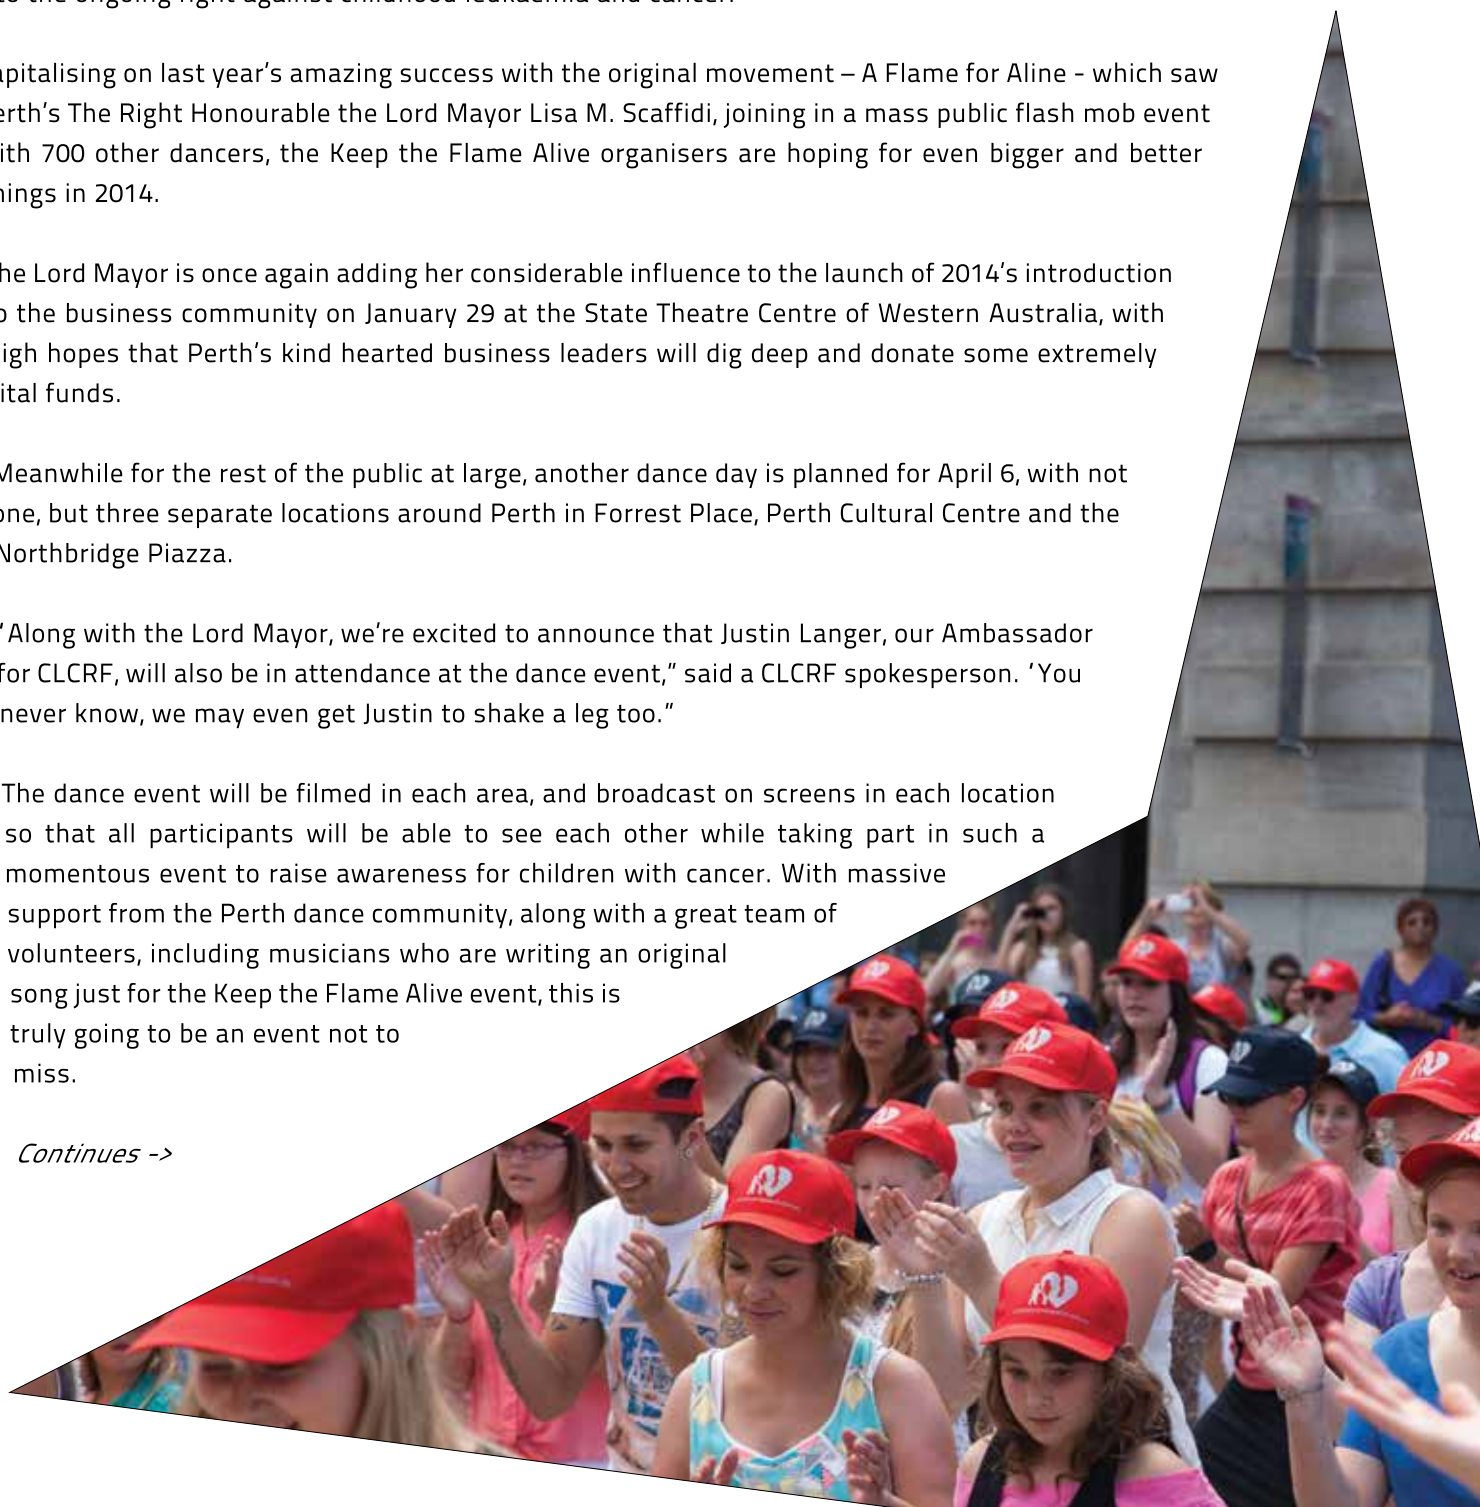 to the ongoing fight against childhood leukaemia and cancer.
apitalising on last year's amazing success with the original movement – A Flame for Aline - which saw
erth's The Right Honourable the Lord Mayor Lisa M. Scaffidi, joining in a mass public flash mob event
ith 700 other dancers, the Keep the Flame Alive organisers are hoping for even bigger and better
hings in 2014.
he Lord Mayor is once again adding her considerable influence to the launch of 2014's introduction
o the business community on January 29 at the State Theatre Centre of Western Australia, with
igh hopes that Perth's kind hearted business leaders will dig deep and donate some extremely
ital funds.
Meanwhile for the rest of the public at large, another dance day is planned for April 6, with not
one, but three separate locations around Perth in Forrest Place, Perth Cultural Centre and the
Northbridge Piazza.
'Along with the Lord Mayor, we're excited to announce that Justin Langer, our Ambassador
for CLCRF, will also be in attendance at the dance event,” said a CLCRF spokesperson. 'You
never know, we may even get Justin to shake a leg too.”
The dance event will be filmed in each area, and broadcast on screens in each location
so that all participants will be able to see each other while taking part in such a
momentous event to raise awareness for children with cancer. With massive
support from the Perth dance community, along with a great team of
volunteers, including musicians who are writing an original
song just for the Keep the Flame Alive event, this is
truly going to be an event not to
miss.
Continues ->